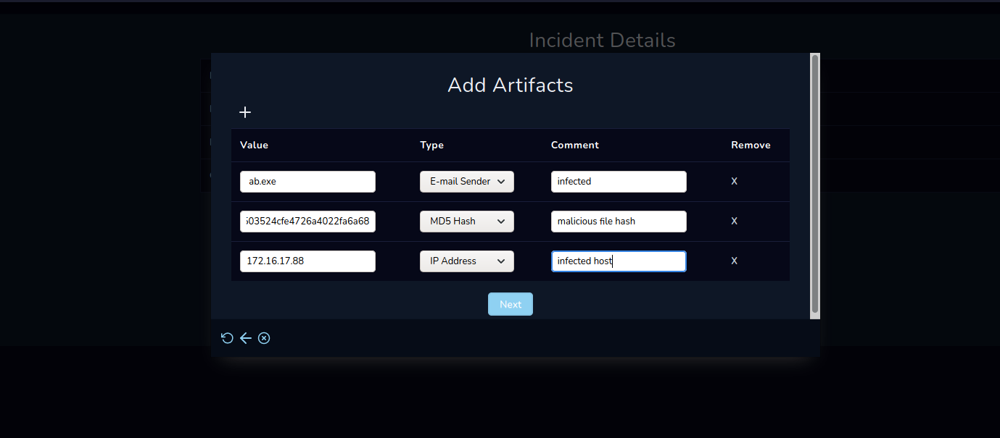 Incident Details
Add Artifacts
+
Value Type Comment Remove
ab.exe E-mail Sender infected X
503524cfe4726a4022fa6a68 MD5 Hash malicious file hash X
172.16.17.88 IP Address infected host X
Next